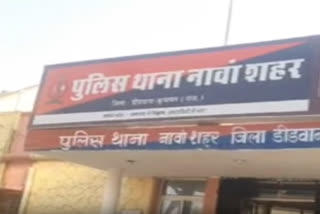 पुलिस थाना नावां शहर
जिला - डीडवाना-कुचामन ( राज. )
पुलिस थाना नावां शहर जिला डीडवा